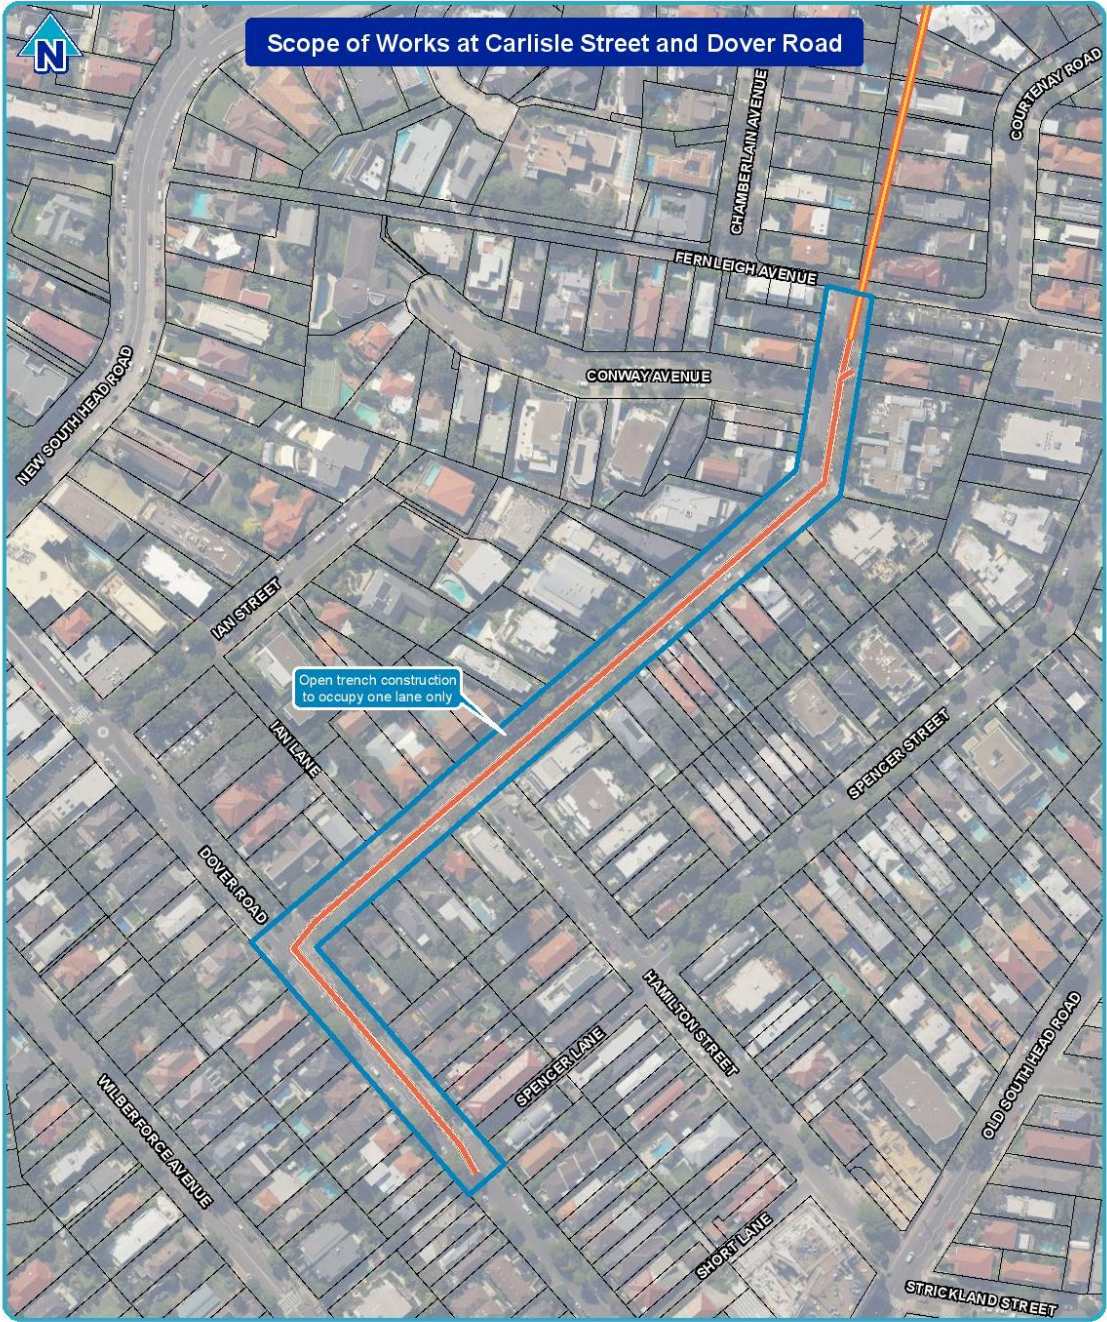 N
Scope of Works at Carlisle Street and Dover Road
COURTENAY ROAD
CHAMBERLAIN AVENUE
FERNLEIGH AVENUE
CONWAY AVENUE
NEW SOUTH HEAD ROAD
IAN STREET
Open trench construction
to occupy one lane only
IAN LANE
SPENCER STREET
DOVER ROAD
HAMILTON STREET
SPENCER LANE
OLD SOUTH HEAD ROAD
WILBERFORCE AVENUE
SHORT LANE
STRICKLAND STREET